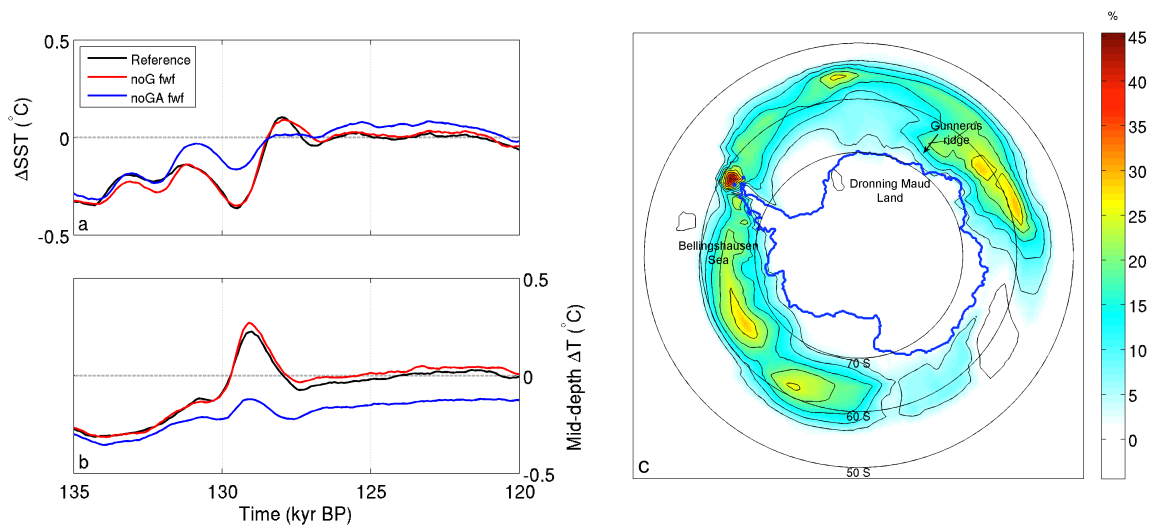 0.5
0
-0.5
ΔSST (°C)
Reference
noG fwf
noGA fwf
a
0.5
0
-0.5
Mid-depth ΔT (°C)
b
135
130
125
120
Time (kyr BP)
Gunnerus
ridge
Dronning Maud
Land
Bellingshausen
Sea
70 S
60 S
50 S
c
%
45
40
35
30
25
20
15
10
5
0